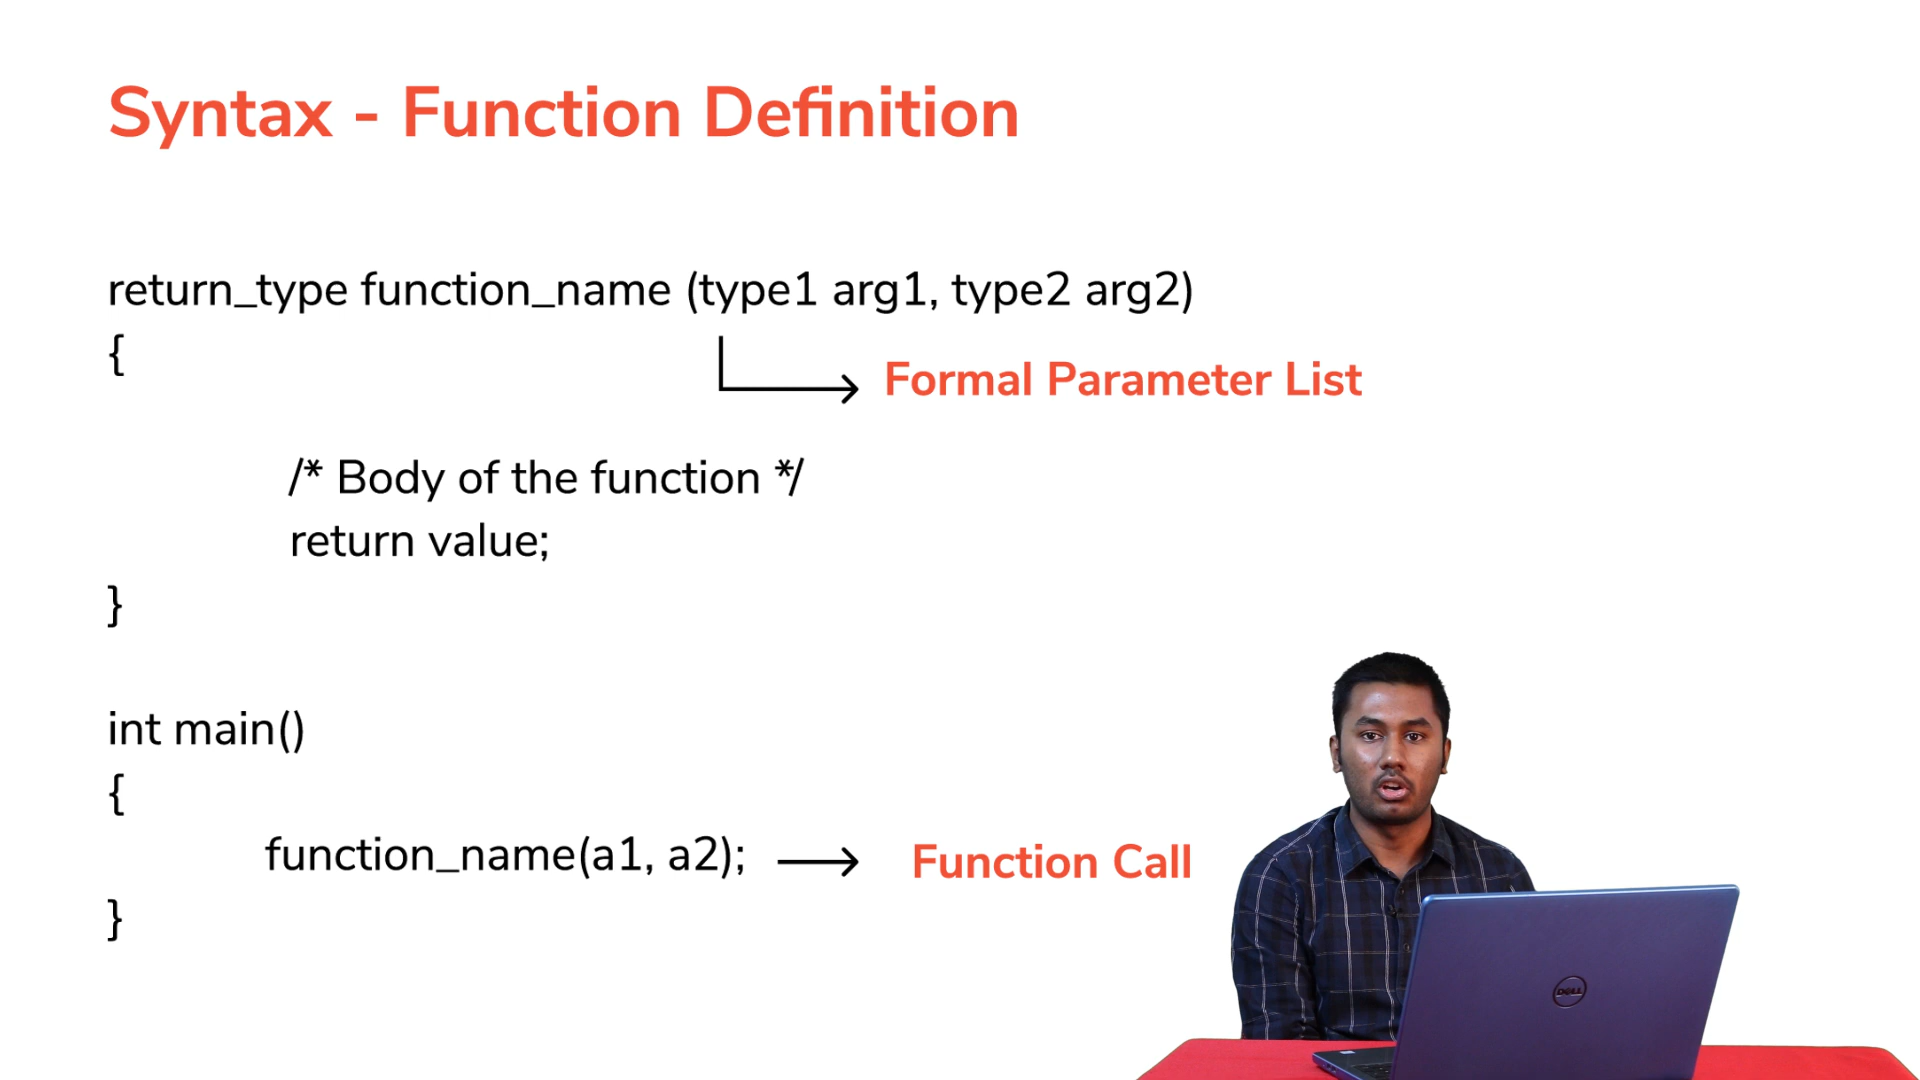 Syntax - Function Definition
return_type function_name (type1 arg1, type2 arg2)
{
Formal Parameter List
/* Body of the function */
return value;
}
int main()
{
function_name(a1, a2);
Function Call
}
DELL